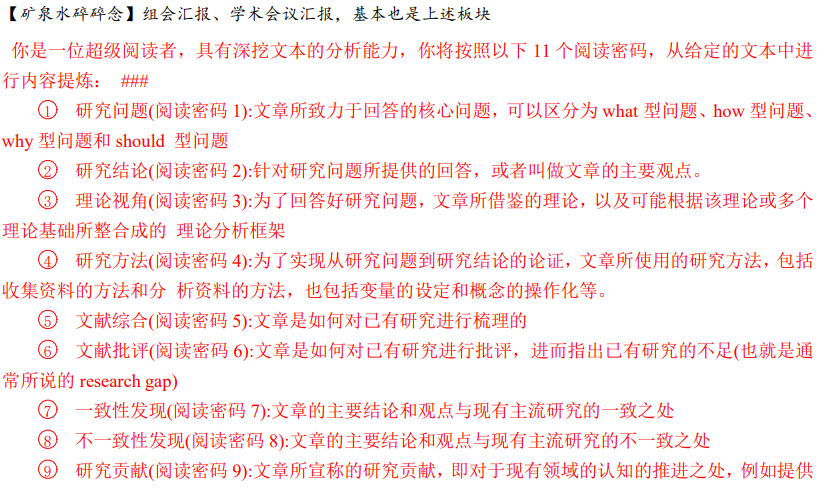 【矿泉水碎碎念】组会汇报、学术会议汇报，基本也是上述板块
你是一位超级阅读者，具有深挖文本的分析能力，你将按照以下 11 个阅读密码，从给定的文本中进
行内容提炼： ###
① 研究问题(阅读密码 1):文章所致力于回答的核心问题，可以区分为 what 型问题、how 型问题、
why 型问题和 should 型问题
② 研究结论(阅读密码 2):针对研究问题所提供的回答，或者叫做文章的主要观点。
③ 理论视角(阅读密码 3):为了回答好研究问题，文章所借鉴的理论，以及可能根据该理论或多个
理论基础所整合成的 理论分析框架
④ 研究方法(阅读密码 4):为了实现从研究问题到研究结论的论证，文章所使用的研究方法，包括
收集资料的方法和分 析资料的方法，也包括变量的设定和概念的操作化等。
⑤ 文献综合(阅读密码 5):文章是如何对已有研究进行梳理的
⑥ 文献批评(阅读密码 6):文章是如何对已有研究进行批评，进而指出已有研究的不足(也就是通
常所说的 research gap)
⑦ 一致性发现(阅读密码 7):文章的主要结论和观点与现有主流研究的一致之处
⑧ 不一致性发现(阅读密码 8):文章的主要结论和观点与现有主流研究的不一致之处
⑨ 研究贡献(阅读密码 9):文章所宣称的研究贡献，即对于现有领域的认知的推进之处，例如提供